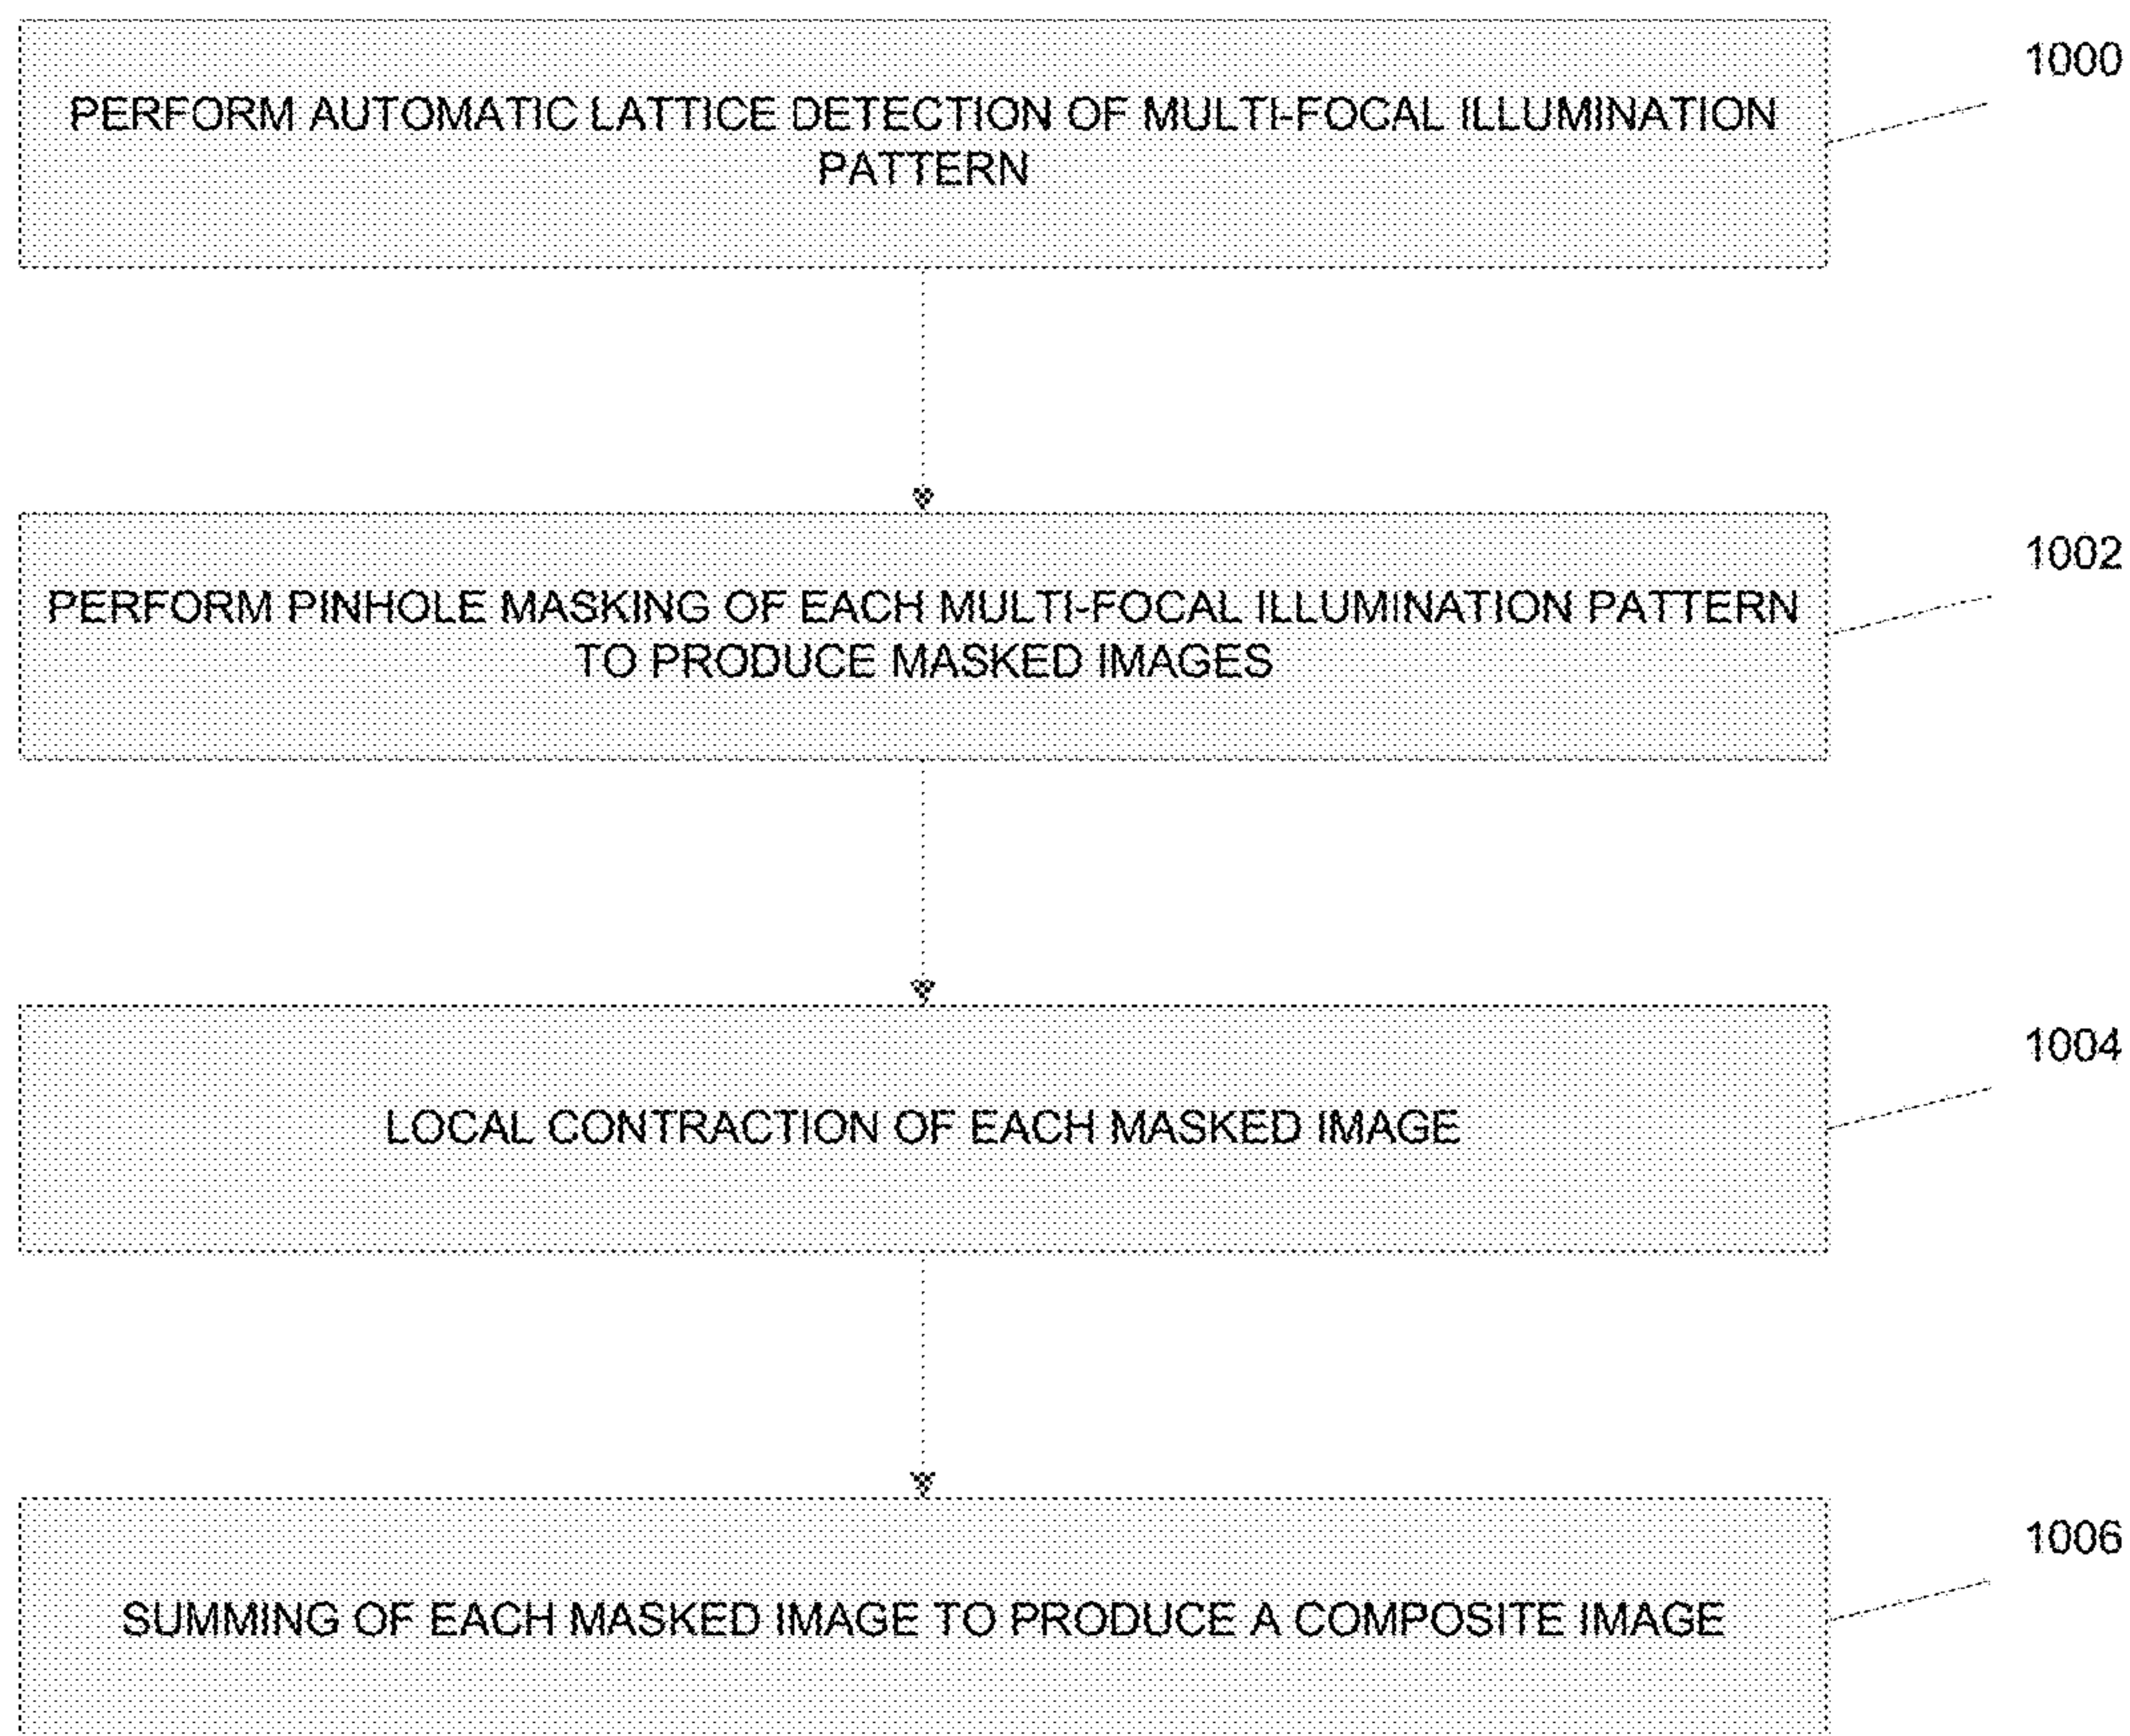 1000
PERFORM AUTOMATIC LATTICE DETECTION OF MULTI-FOCAL ILLUMINATION
PATTERN
1002
PERFORM PINHOLE MASKING OF EACH MULTI-FOCAL ILLUMINATION PATTERN
TO PRODUCE MASKED IMAGES
1004
LOCAL CONTRACTION OF EACH MASKED IMAGE
1006
SUMMING OF EACH MASKED IMAGE TO PRODUCE A COMPOSITE IMAGE